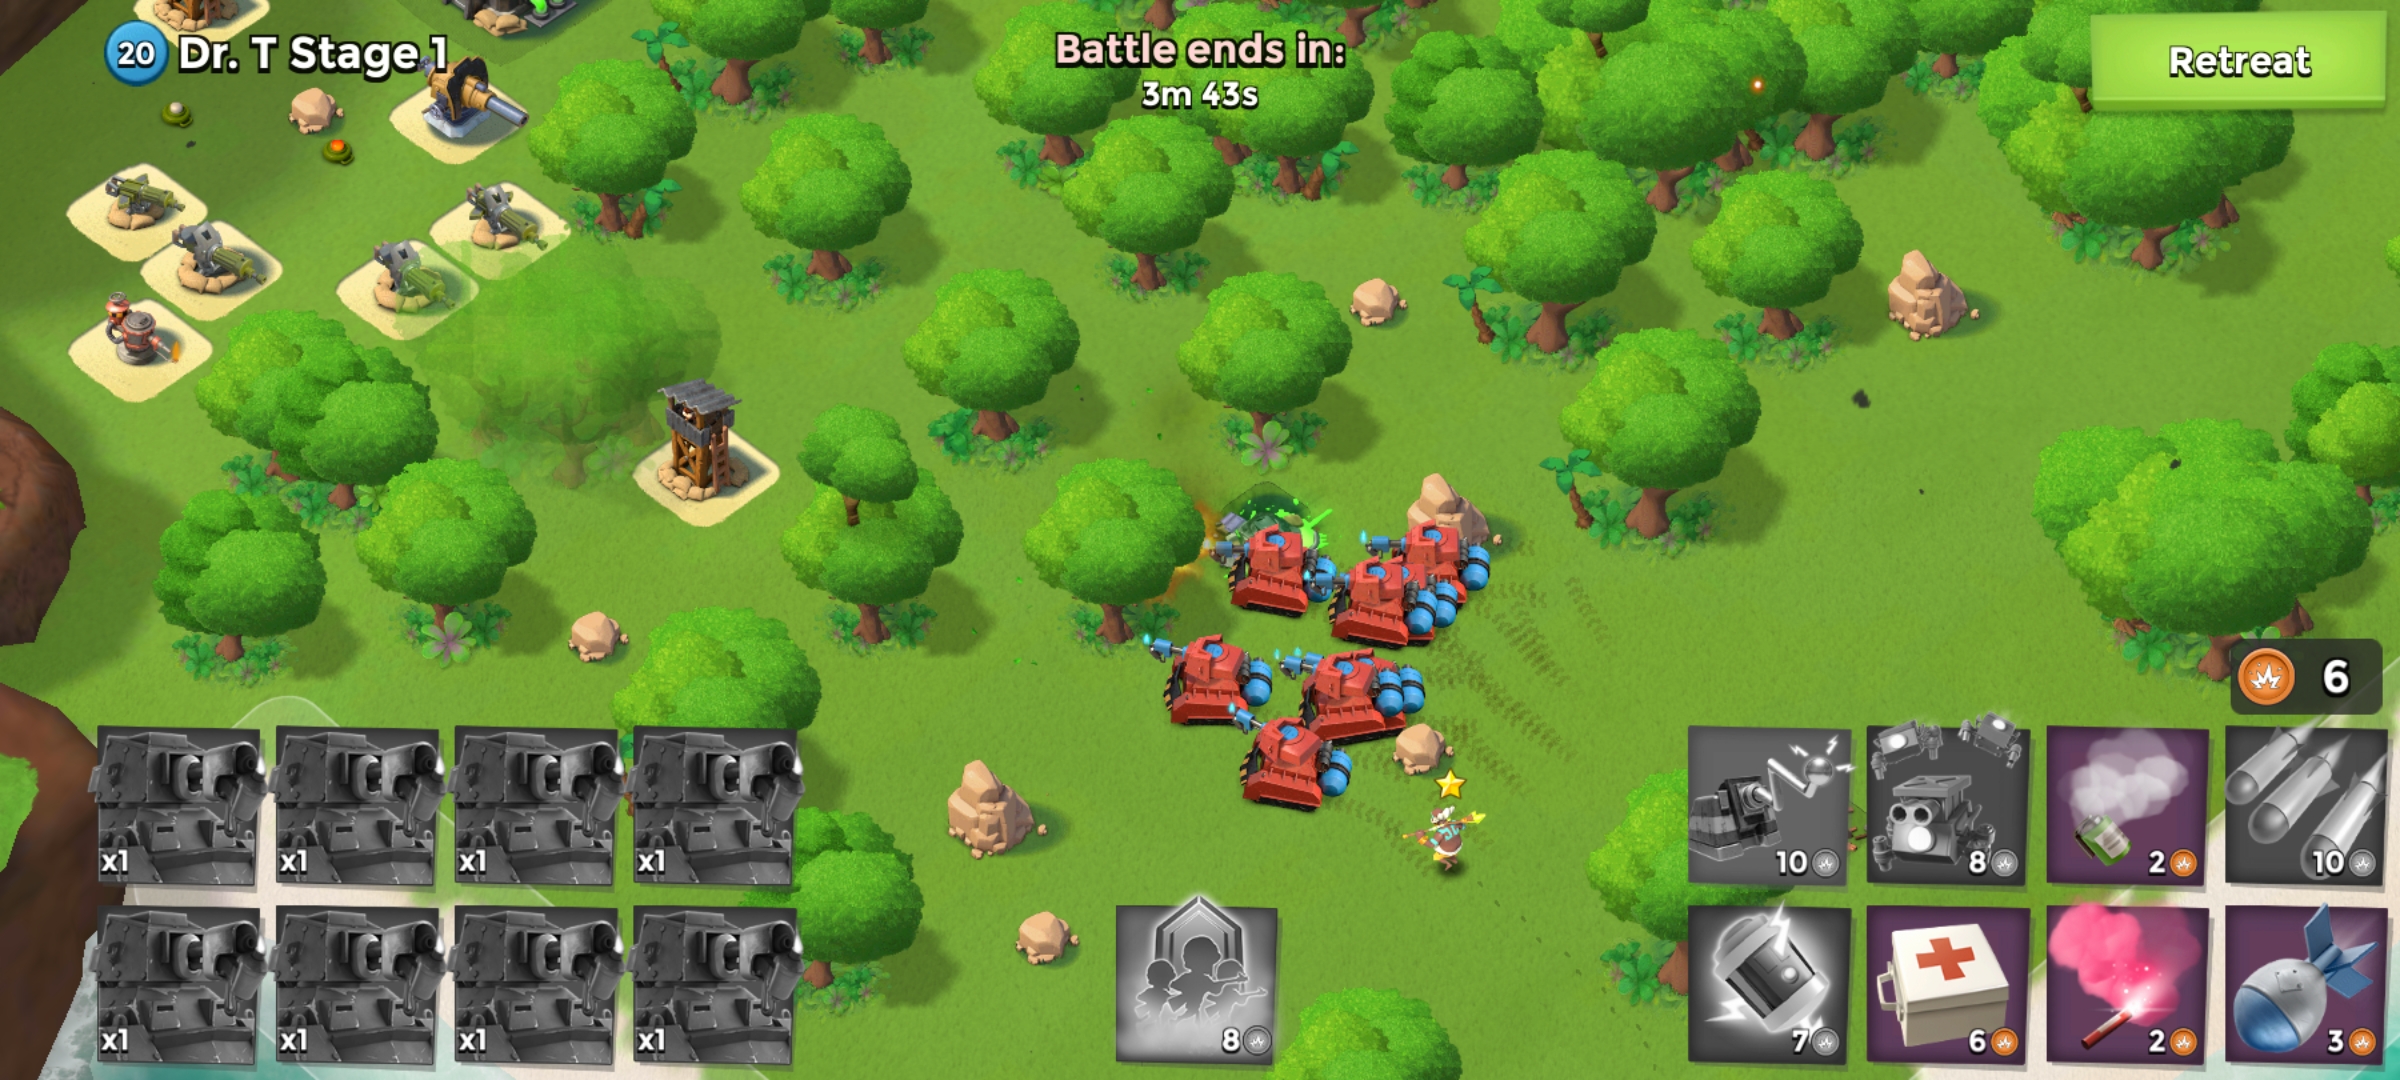 20 Dr. T Stage 1
Battle ends in:
3m 43s
Retreat
6
x1 x1 x1 x1
10 8 2 10
x1 x1 x1 x1
8
7 6 2 3